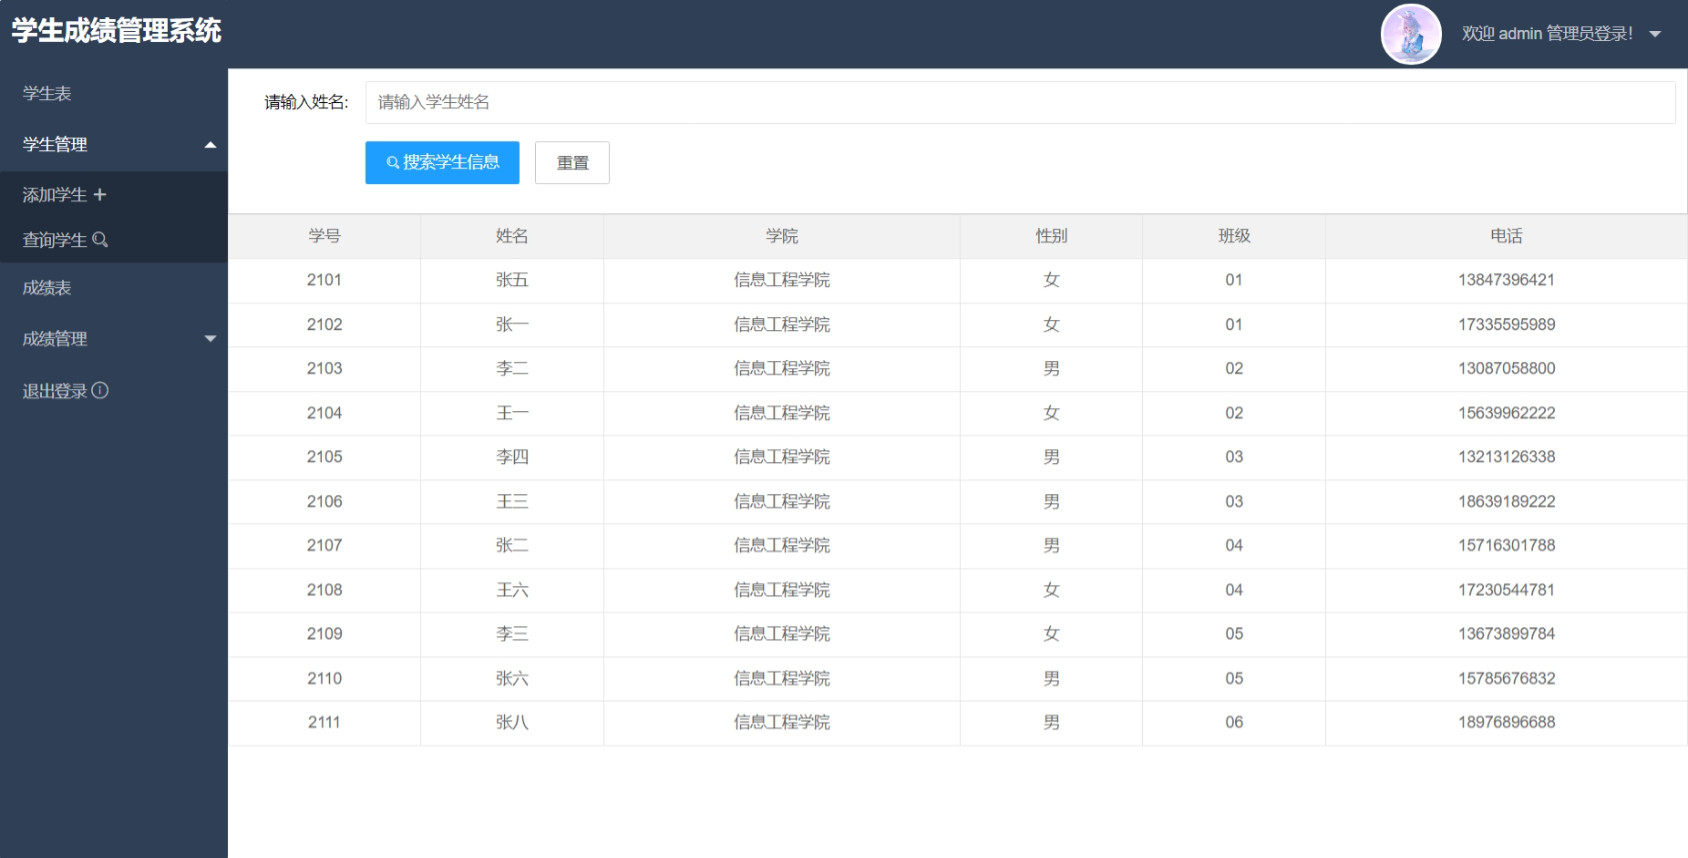 学生成绩管理系统
欢迎 admin 管理员登录!
学生表
学生管理
添加学生
查询学生
成绩表
成绩管理
退出登录
请输入姓名: 请输入学生姓名
搜索学生信息 重置
学号 姓名 学院 性别 班级 电话
2101 张五 信息工程学院 女 01 13847396421
2102 张一 信息工程学院 女 01 17335595989
2103 李二 信息工程学院 男 02 13087058800
2104 王一 信息工程学院 女 02 15639962222
2105 李四 信息工程学院 男 03 13213126338
2106 王三 信息工程学院 男 03 18639189222
2107 张二 信息工程学院 男 04 15716301788
2108 王六 信息工程学院 女 04 17230544781
2109 李三 信息工程学院 女 05 13673899784
2110 张六 信息工程学院 男 05 15785676832
2111 张八 信息工程学院 男 06 18976896688